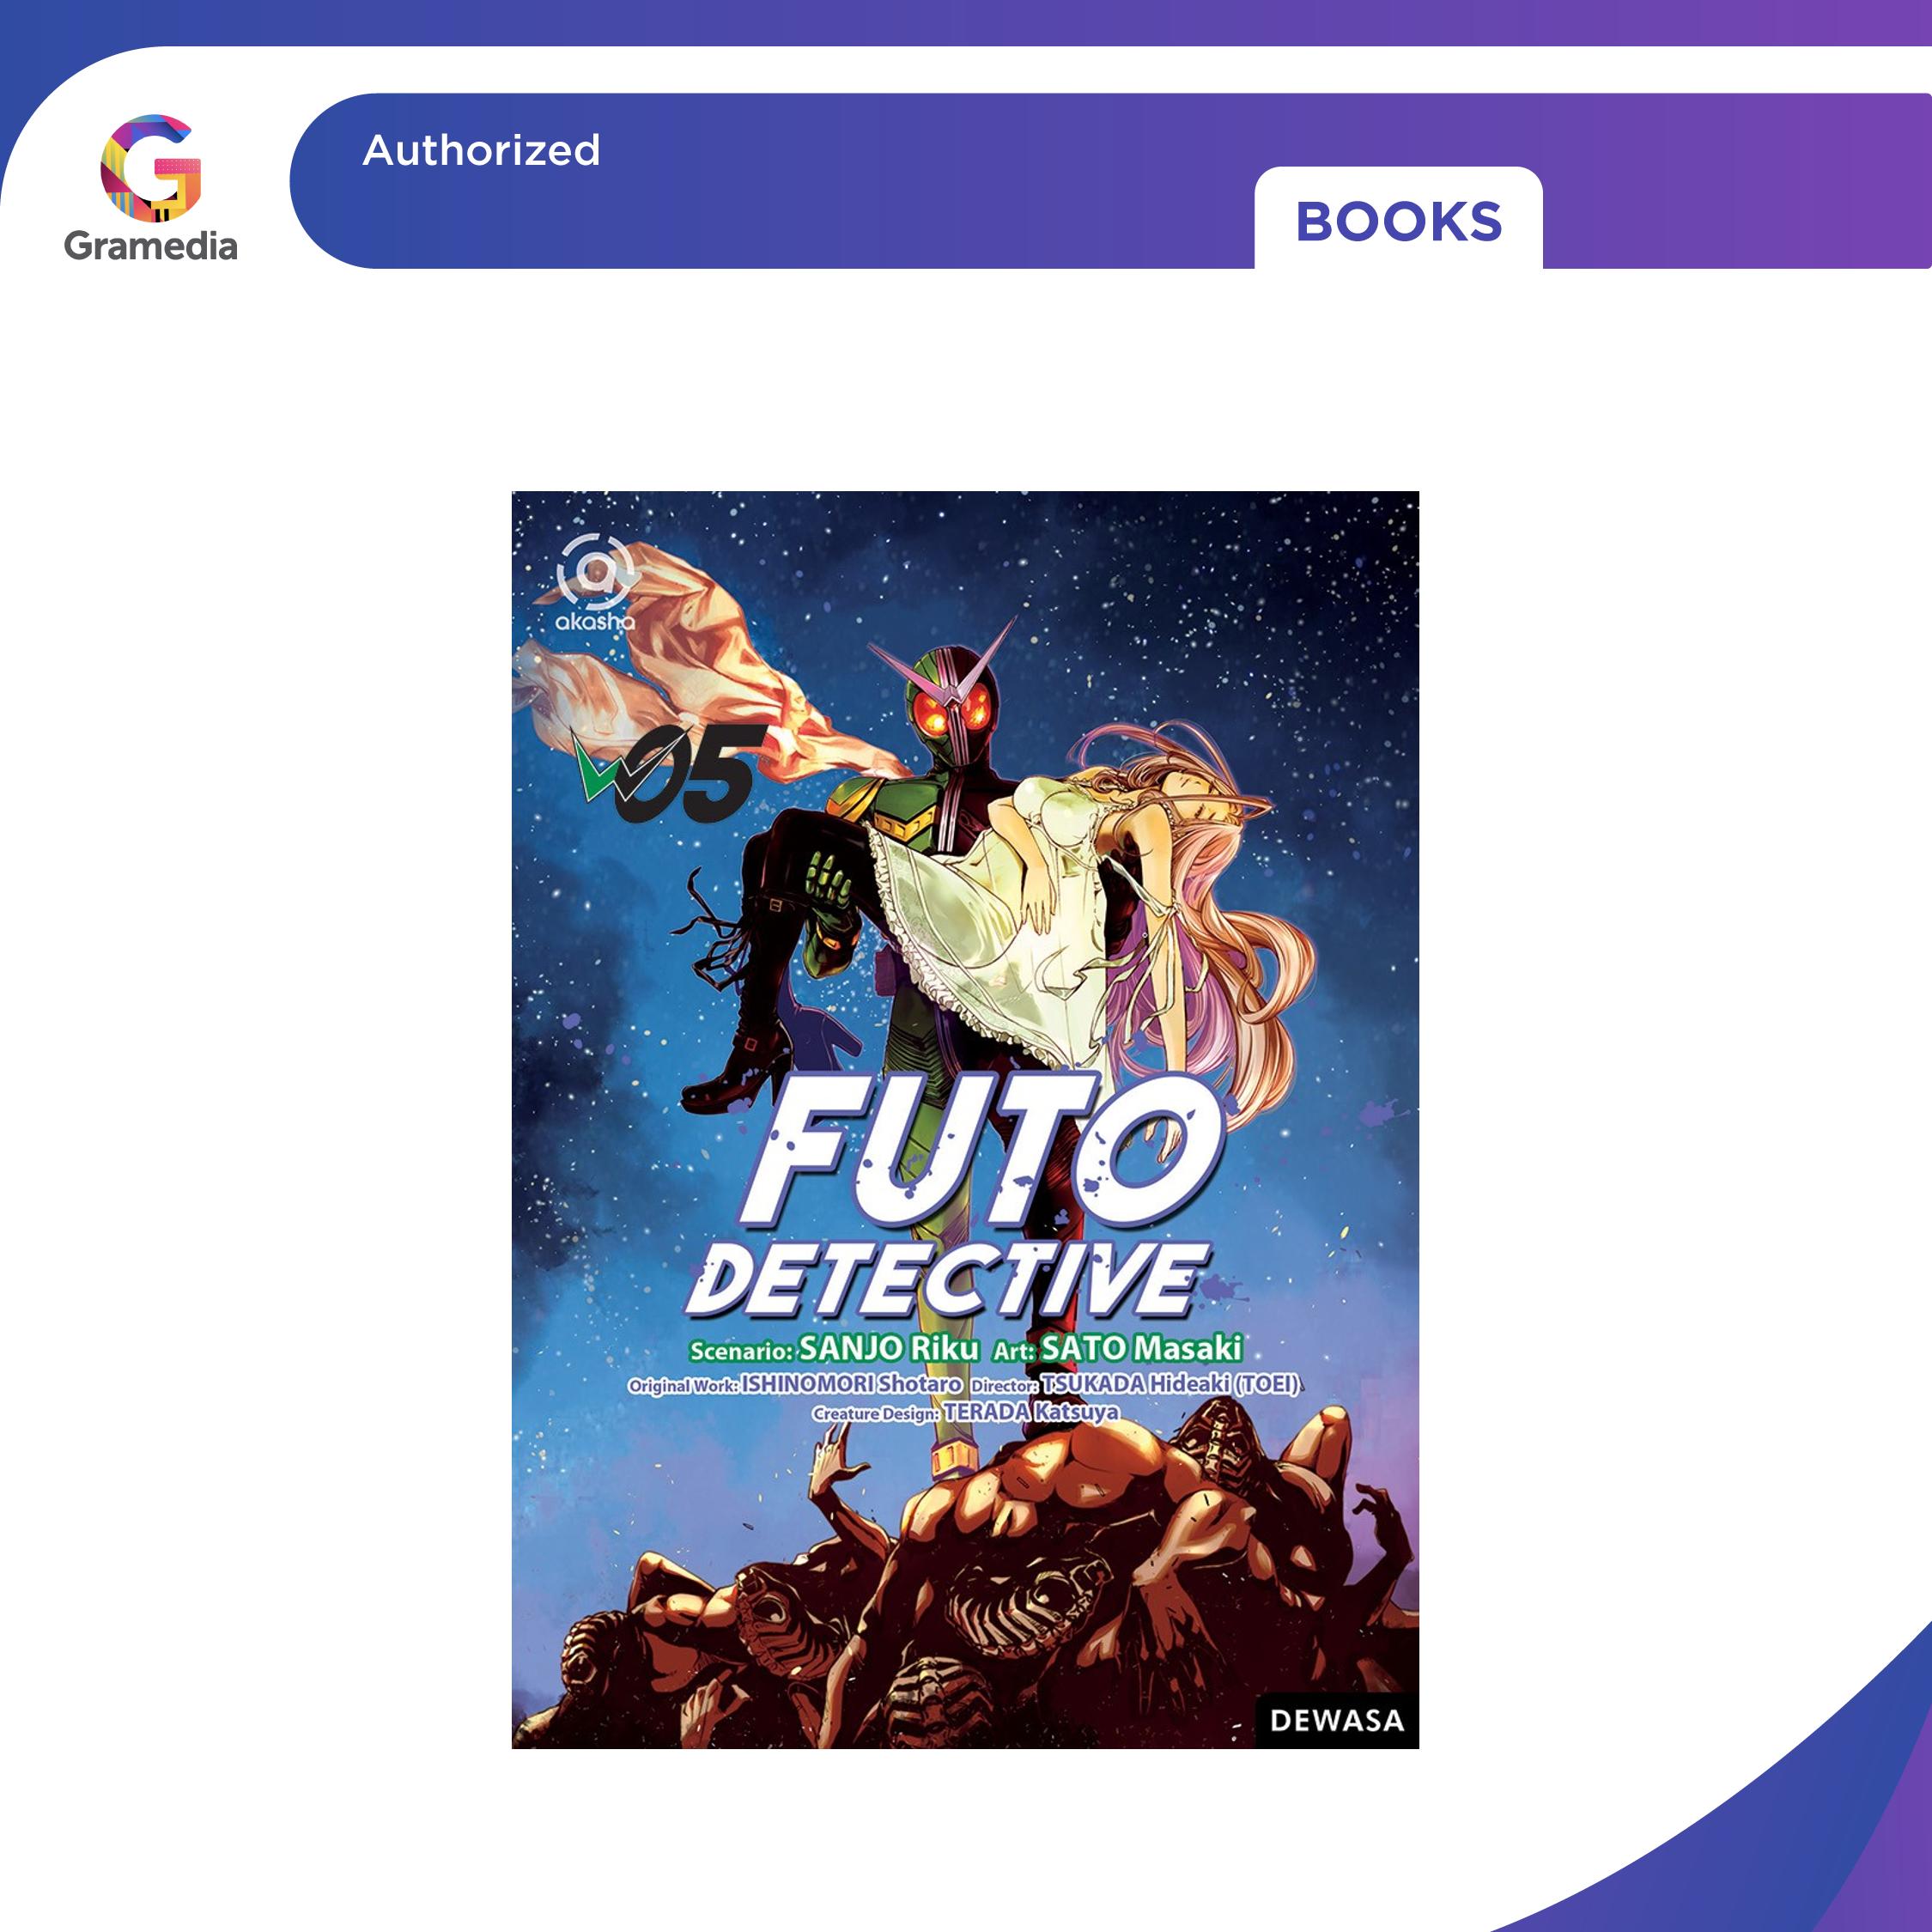 Authorized
BOOKS
Gramedia
akasha
W05
FUTO
DETECTIVE
Scenario: SANJO Riku Art: SATO Masaki
Original Work: ISHINOMORI Shotaro Director: TSUKADA Hideaki (TOEI)
Creature Design: TERADA Katsuya
DEWASA